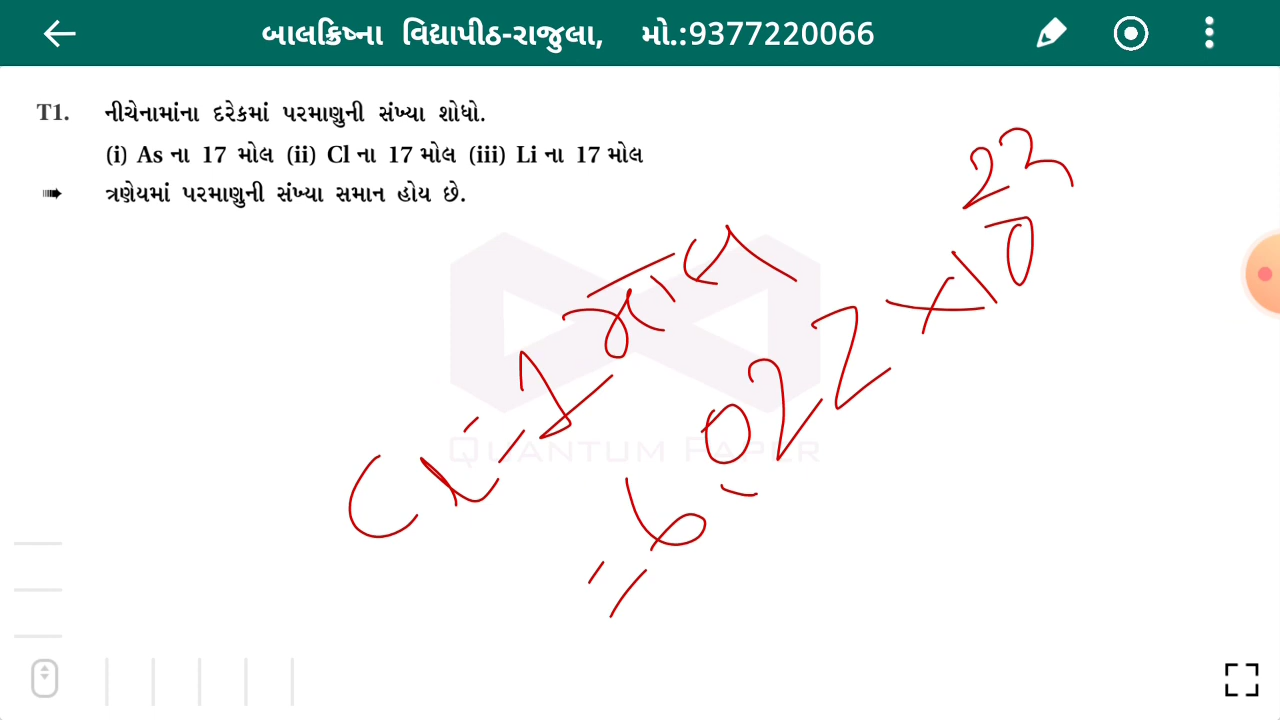 બાલક્રિષ્ના વિદ્યાપીઠ-રાજુલા, મો.:9377220066
T1. નીચેનામાંના દરેકમાં પરમાણુની સંખ્યા શોધો.
(i) As ના 17 મોલ (ii) Cl ના 17 મોલ (iii) Li ના 17 મોલ
➠ ત્રણેયમાં પરમાણુની સંખ્યા સમાન હોય છે.
QUANTUM PAPER
= 6.022 × 10